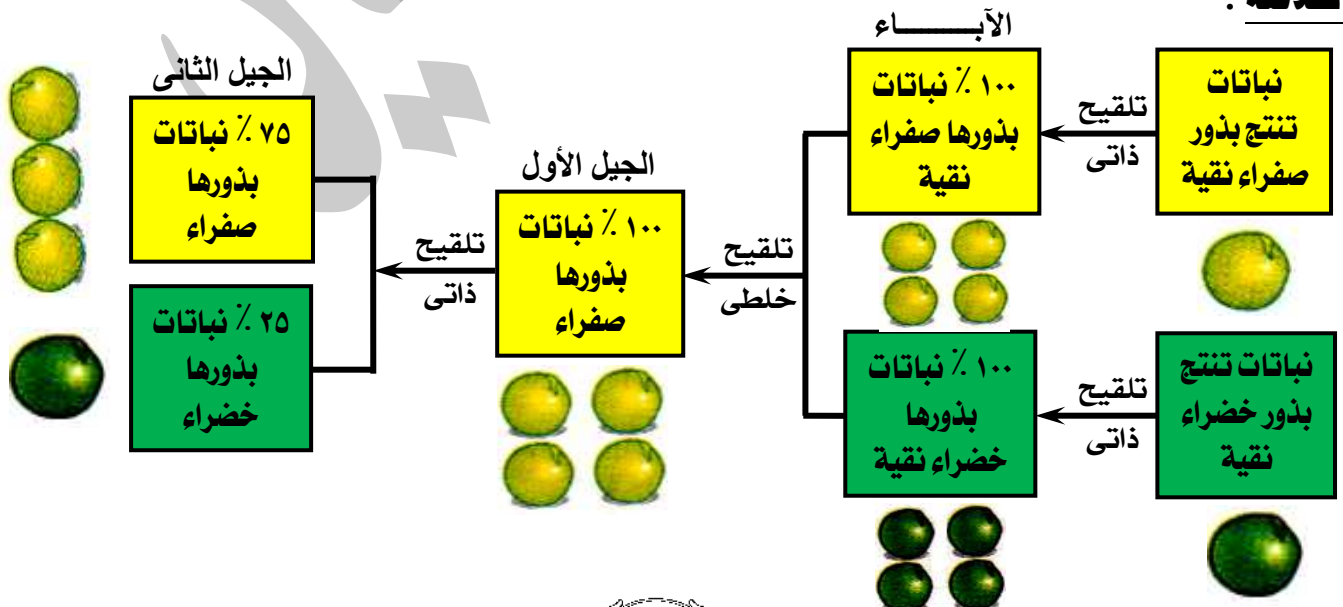 الآبـــــــاء
نباتات
تنتج بذور
صفراء نقية
تلقيح
ذاتى
١٠٠ ٪ نباتات
بذورها صفراء
نقية
نباتات تنتج
بذور خضراء
نقية
تلقيح
ذاتى
١٠٠ ٪ نباتات
بذورها
خضراء نقية
تلقيح
خلطى
الجيل الأول
١٠٠ ٪ نباتات
بذورها
صفراء
تلقيح
ذاتى
الجيل الثانى
٧٥ ٪ نباتات
بذورها
صفراء
٢٥ ٪ نباتات
بذورها
خضراء